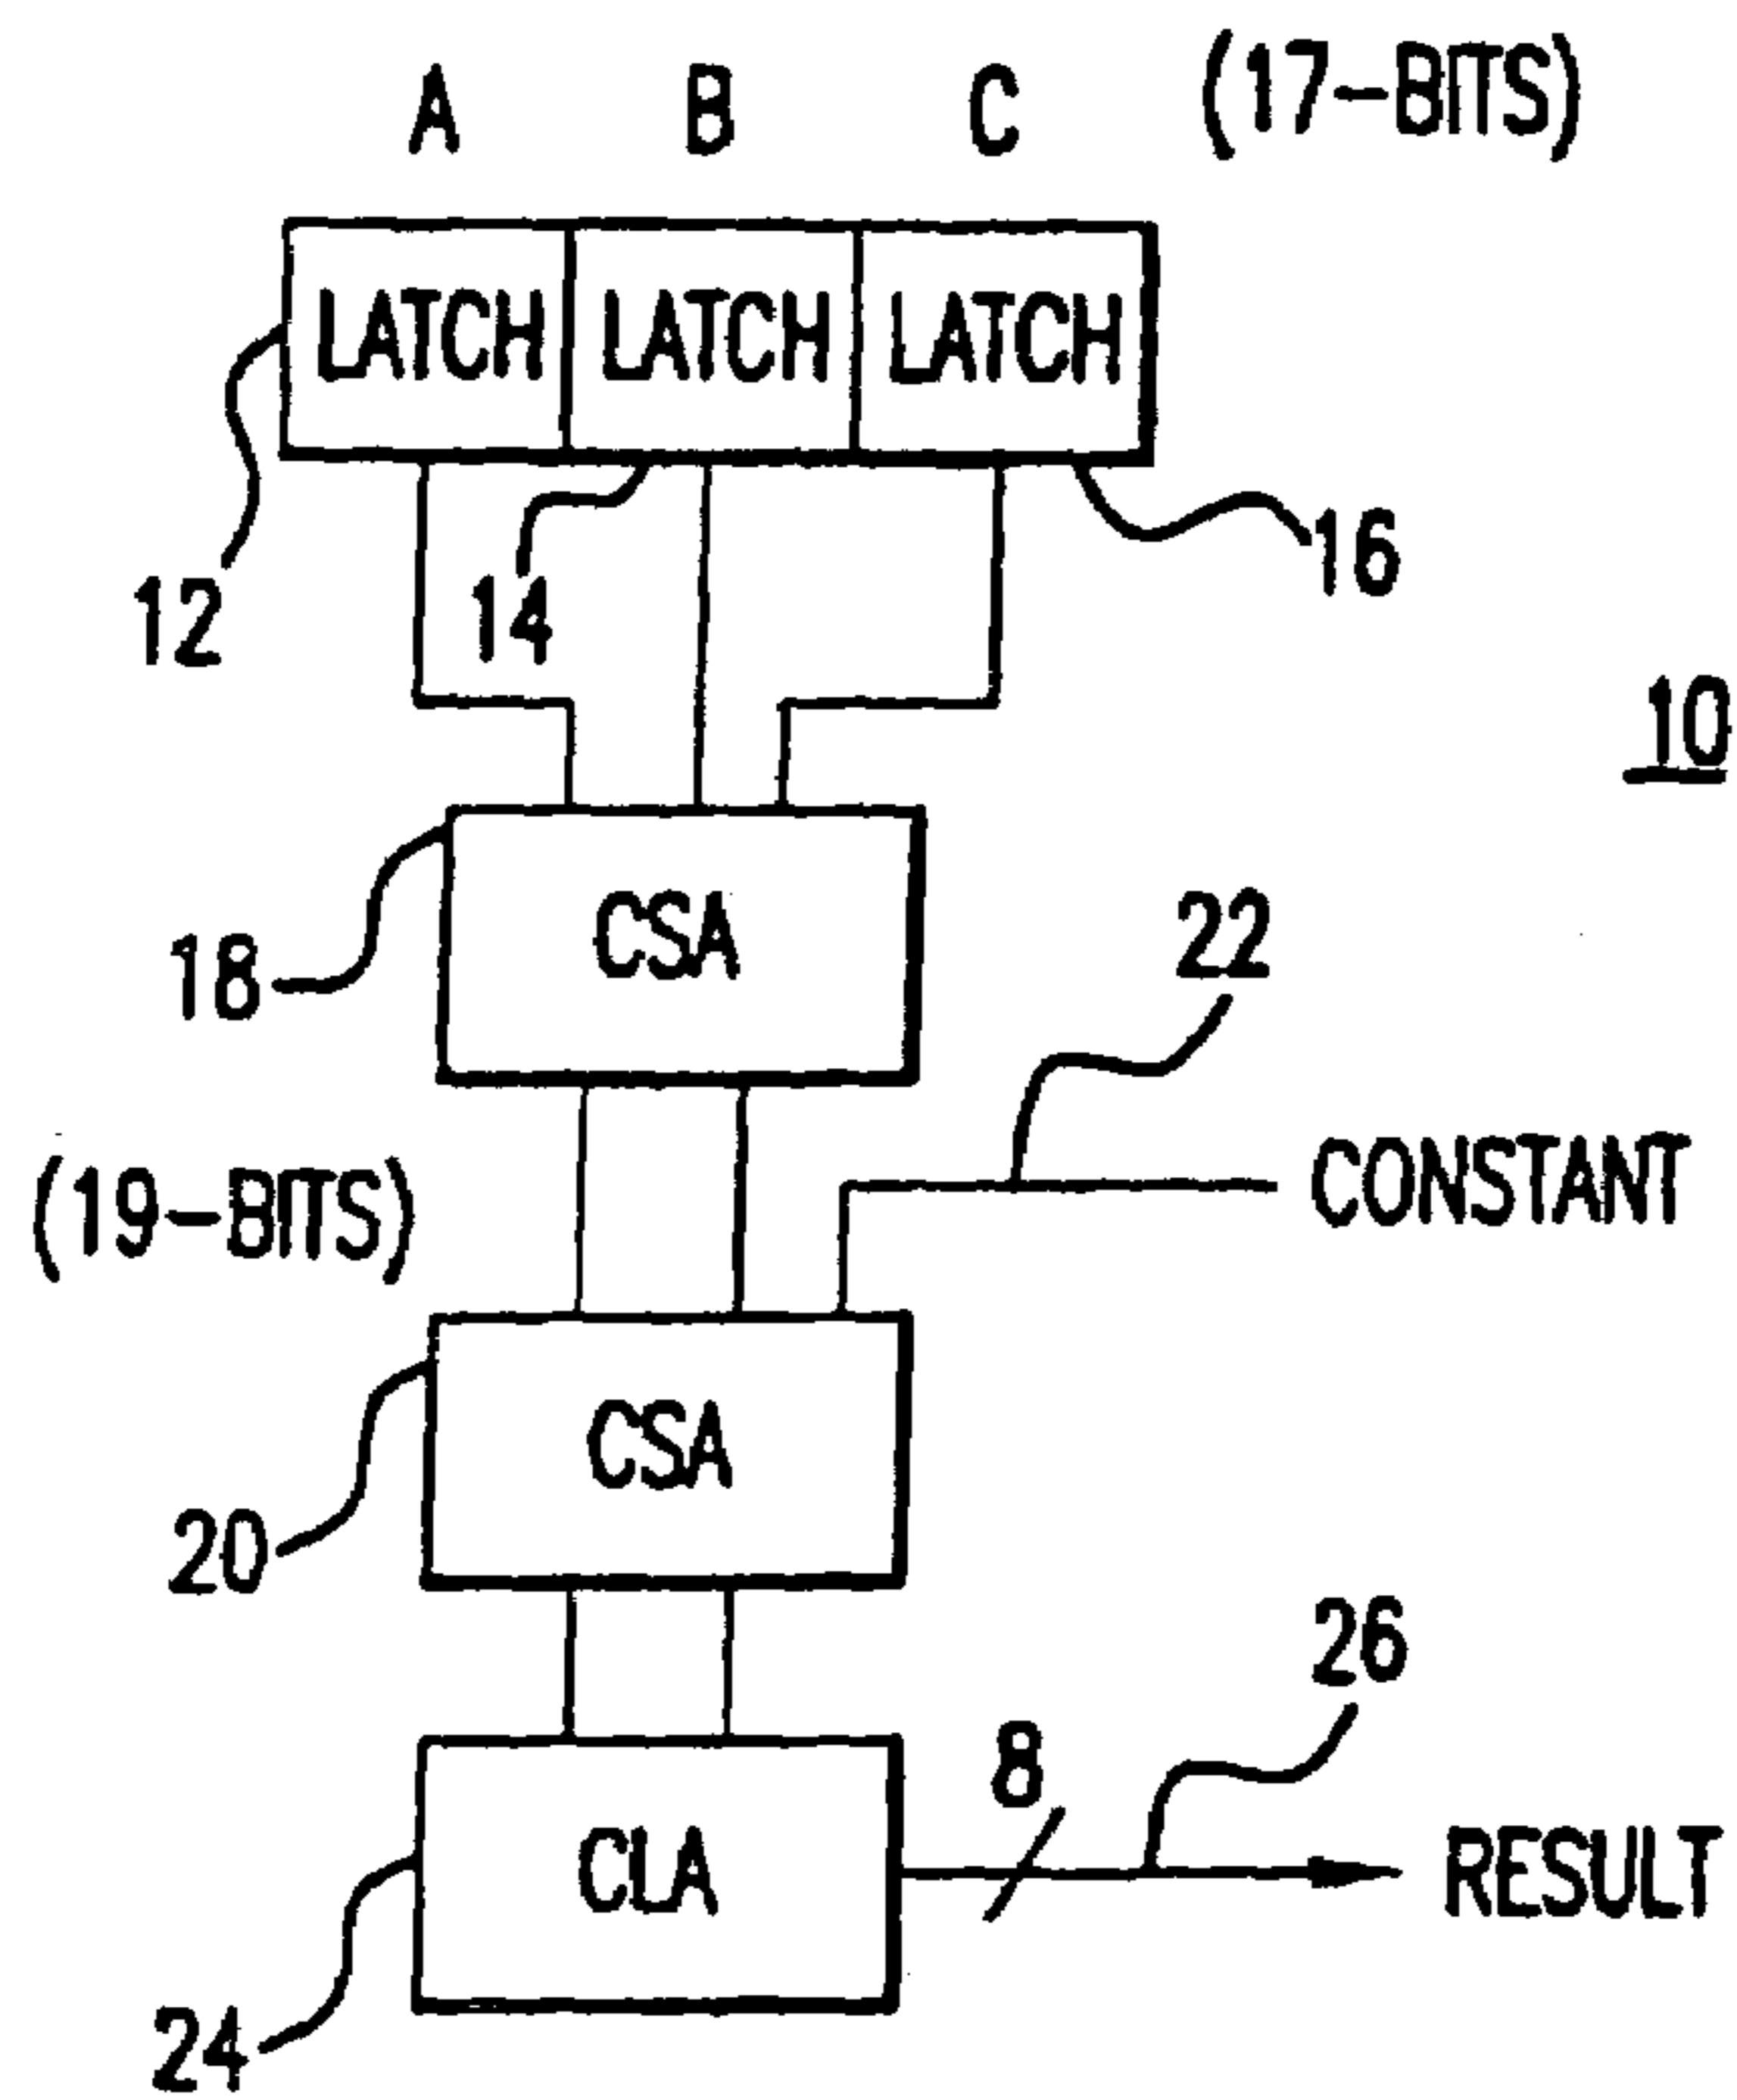 A B C (17-BITS)
LATCH LATCH LATCH
12 14 16
10
CSA
18 22
CONSTANT
(19-BITS)
CSA
20
26
8
CLA RESULT
24